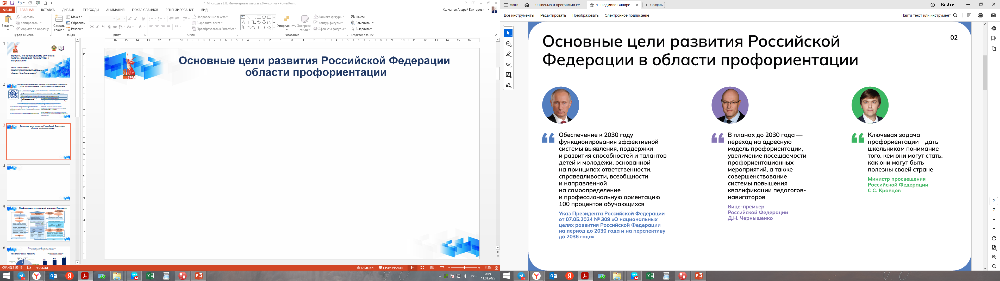 1_Мясищева Е.В. Инженерные классы 2.0 — копия - PowerPoint
ФАЙЛ ГЛАВНАЯ ВСТАВКА ДИЗАЙН ПЕРЕХОДЫ АНИМАЦИЯ ПОКАЗ СЛАЙДОВ РЕЦЕНЗИРОВАНИЕ ВИД
Колчанов Андрей Викторович
Вставить
Вырезать
Копировать
Формат по образцу
Буфер обмена
Создать слайд
Макет
Сбросить
Раздел
Слайды
28
Ж К Ч S abc AV Aa A
Шрифт
Направление текста
Выровнять текст
Преобразовать в SmartArt
Абзац
Упорядочить
Экспресс-стили
Заливка фигуры
Контур фигуры
Эффекты фигуры
Рисование
Найти
Заменить
Выделить
Редактирование
1
Проекты по профильному обучению:
задачи, основные приоритеты и
направления
2
3
Основные цели развития Российской Федерации
области профориентации
4
5
Профилизация региональной системы образования
6
Реализация профильного обучения
инженерной направленности
Технологический профиль
Основные цели развития Российской Федерации
области профориентации
80
ПОБЕДА!
СЛАЙД 3 ИЗ 16
РУССКИЙ
ЗАМЕТКИ
ПРИМЕЧАНИЯ
113%
РУС
8:19
11.03.2025
Меню
!! Письмо и программа се...
1_Людмила Винарс...
Создать
Войти
Все инструменты Редактировать Преобразовать Электронное подписание
Найти текст или инструмент
Основные цели развития Российской
Федерации в области профориентации
02
Обеспечение к 2030 году
функционирования эффективной
системы выявления, поддержки
и развития способностей и талантов
детей и молодежи, основанной
на принципах ответственности,
справедливости, всеобщности
и направленной
на самоопределение
и профессиональную ориентацию
100 процентов обучающихся
Указ Президента Российской Федерации
от 07.05.2024 № 309 «О национальных
целях развития Российской Федерации
на период до 2030 года и на перспективу
до 2036 года»
В планах до 2030 года —
переход на адресную
модель профориентации,
увеличение посещаемости
профориентационных
мероприятий, а также
совершенствование
системы повышения
квалификации педагогов-
навигаторов
Вице-премьер
Российской Федерации
Д.Н. Чернышенко
Ключевая задача
профориентации – дать
школьникам понимание
того, кем они могут стать,
как они могут быть
полезны своей стране
Министр просвещения
Российской Федерации
С.С. Кравцов
2
7